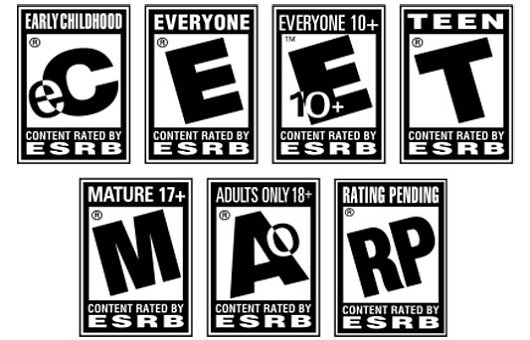 EARLY CHILDHOOD
®
eC
CONTENT RATED BY
ESRB
EVERYONE
®
E
CONTENT RATED BY
ESRB
EVERYONE 10+
™
E
10+
CONTENT RATED BY
ESRB
TEEN
®
T
CONTENT RATED BY
ESRB
MATURE 17+
®
M
CONTENT RATED BY
ESRB
ADULTS ONLY 18+
®
AO
CONTENT RATED BY
ESRB
RATING PENDING
®
RP
CONTENT RATED BY
ESRB